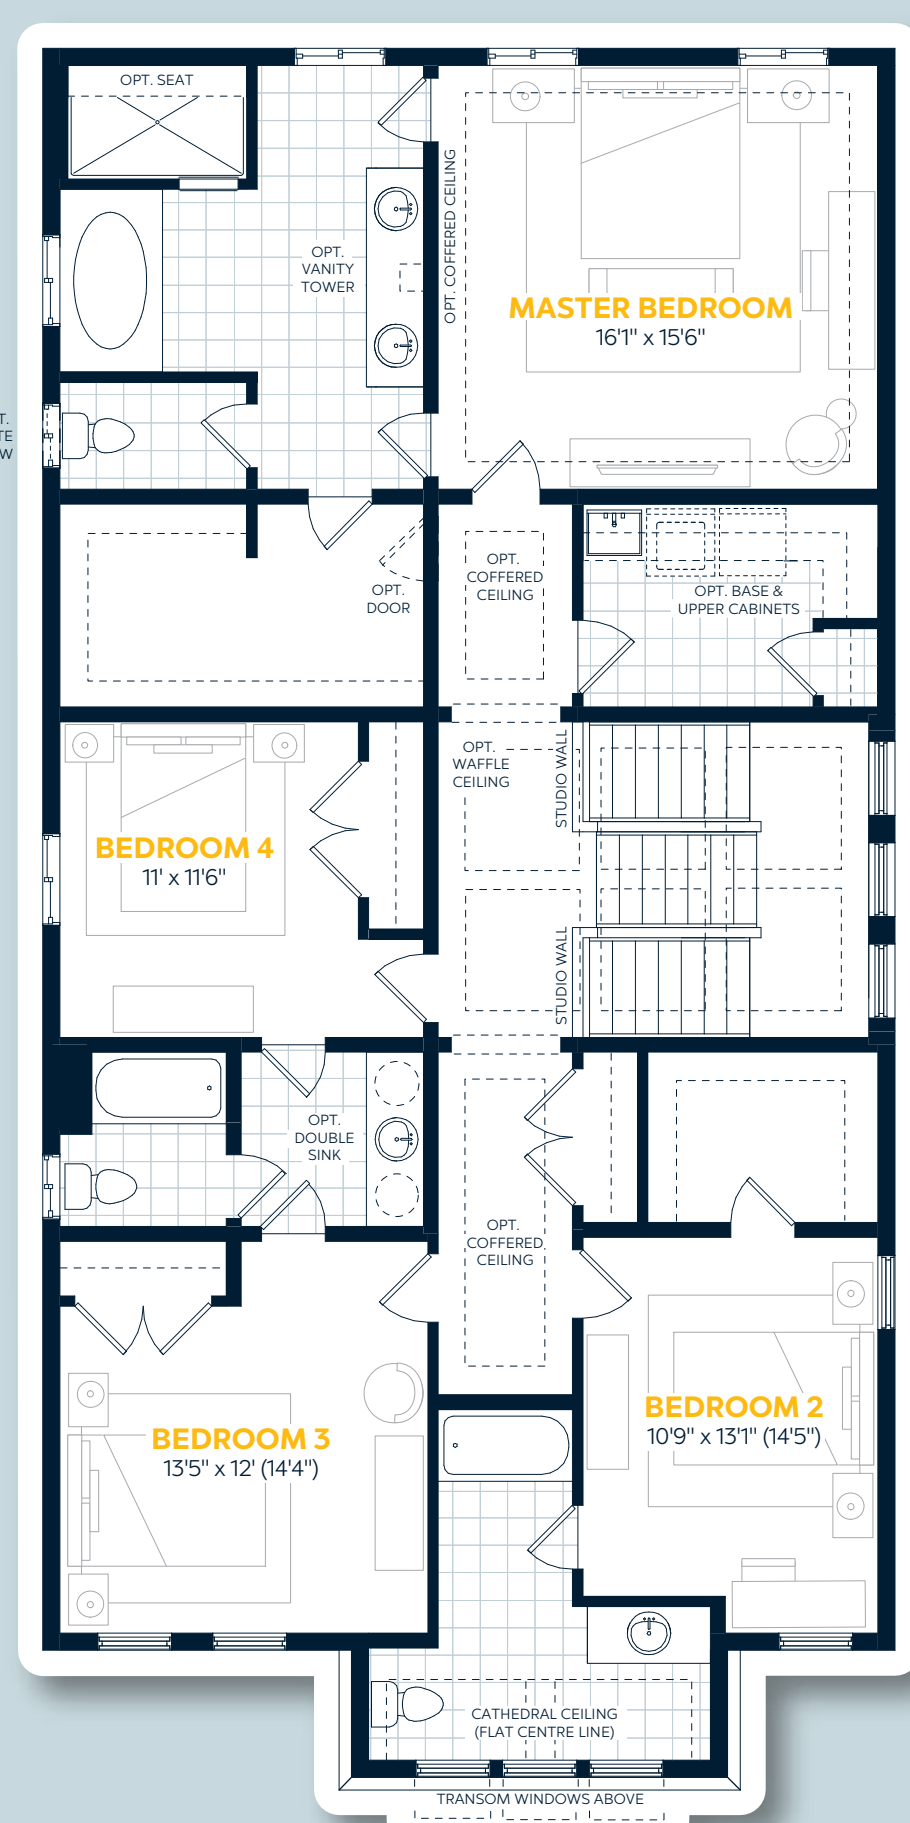 OPT. SEAT
OPT.
VANITY
TOWER
OPT. COFFERED CEILING
MASTER BEDROOM
16'1" x 15'6"
OPT.
DOOR
OPT.
COFFERED
CEILING
OPT. BASE &
UPPER CABINETS
OPT.
WAFFLE
CEILING
STUDIO WALL
BEDROOM 4
11' x 11'6"
STUDIO WALL
OPT.
DOUBLE
SINK
OPT.
COFFERED
CEILING
BEDROOM 3
13'5" x 12' (14'4")
BEDROOM 2
10'9" x 13'1" (14'5")
CATHEDRAL CEILING
(FLAT CENTRE LINE)
TRANSOM WINDOWS ABOVE